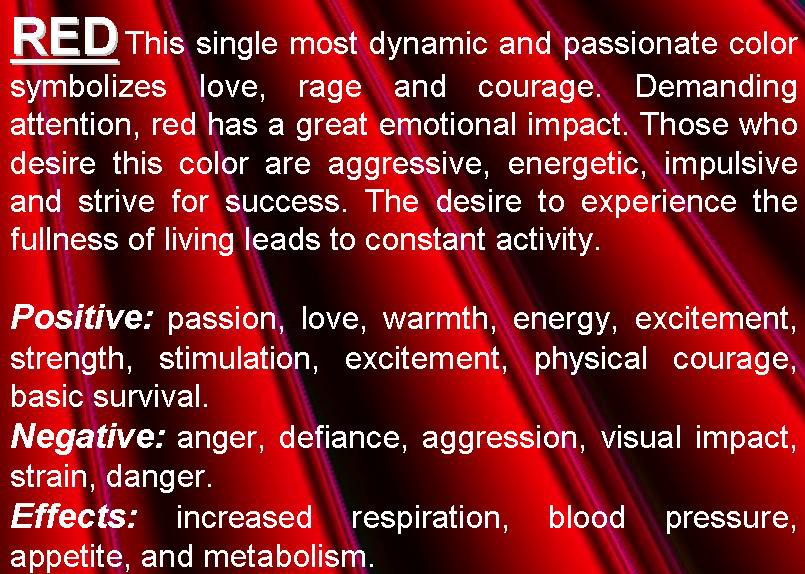 RED This single most dynamic and passionate color
symbolizes love, rage and courage. Demanding
attention, red has a great emotional impact. Those who
desire this color are aggressive, energetic, impulsive
and strive for success. The desire to experience the
fullness of living leads to constant activity.
Positive: passion, love, warmth, energy, excitement,
strength, stimulation, excitement, physical courage,
basic survival.
Negative: anger, defiance, aggression, visual impact,
strain, danger.
Effects: increased respiration, blood pressure,
appetite, and metabolism.